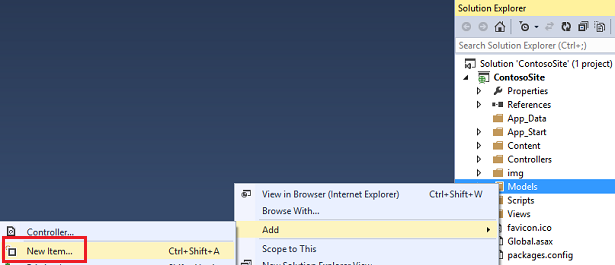 Solution Explorer
Search Solution Explorer (Ctrl+;)
Solution 'ContosoSite' (1 project)
ContosoSite
Properties
References
App_Data
App_Start
Content
Controllers
img
Models
Scripts
Views
favicon.ico
Global.asax
packages.config
View in Browser (Internet Explorer) Ctrl+Shift+W
Browse With...
Add
Scope to This
New Solution Explorer View
Controller...
New Item... Ctrl+Shift+A